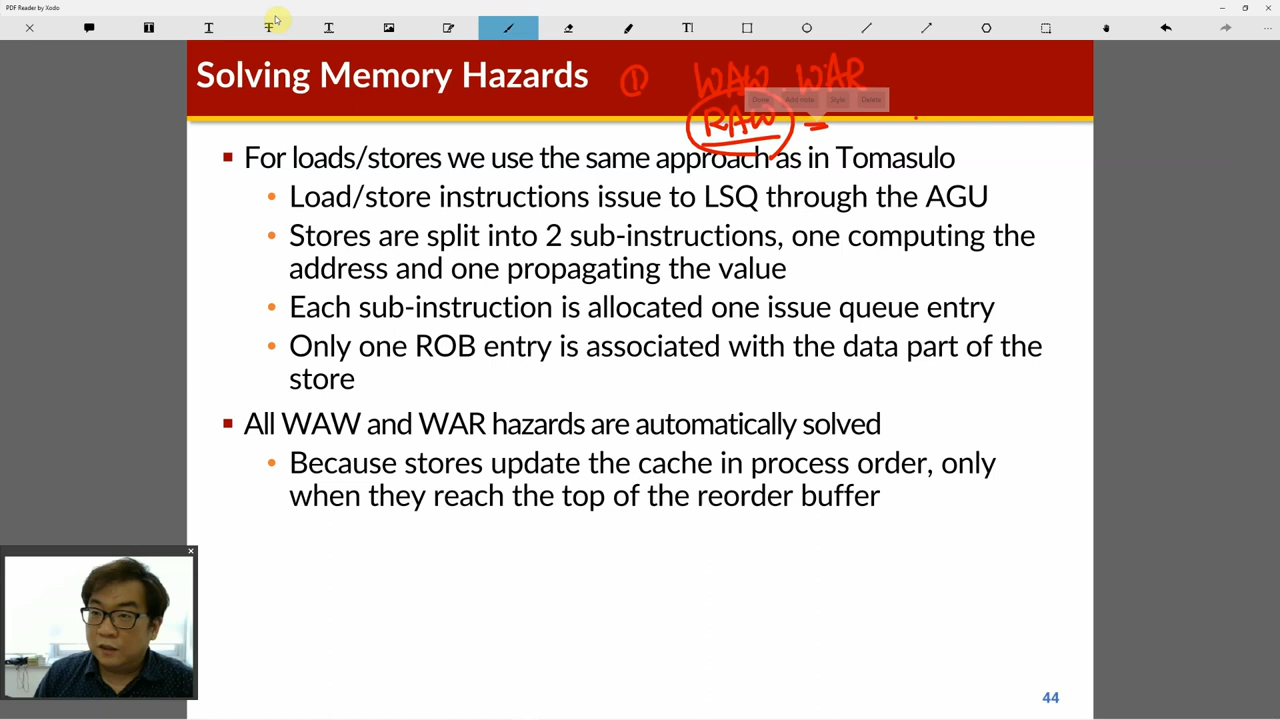 PDF Reader by Xodo
Solving Memory Hazards ① WAW WAR
Done Add note Style Delete
RAW
For loads/stores we use the same approach as in Tomasulo
• Load/store instructions issue to LSQ through the AGU
• Stores are split into 2 sub-instructions, one computing the
address and one propagating the value
• Each sub-instruction is allocated one issue queue entry
• Only one ROB entry is associated with the data part of the
store
All WAW and WAR hazards are automatically solved
• Because stores update the cache in process order, only
when they reach the top of the reorder buffer
44